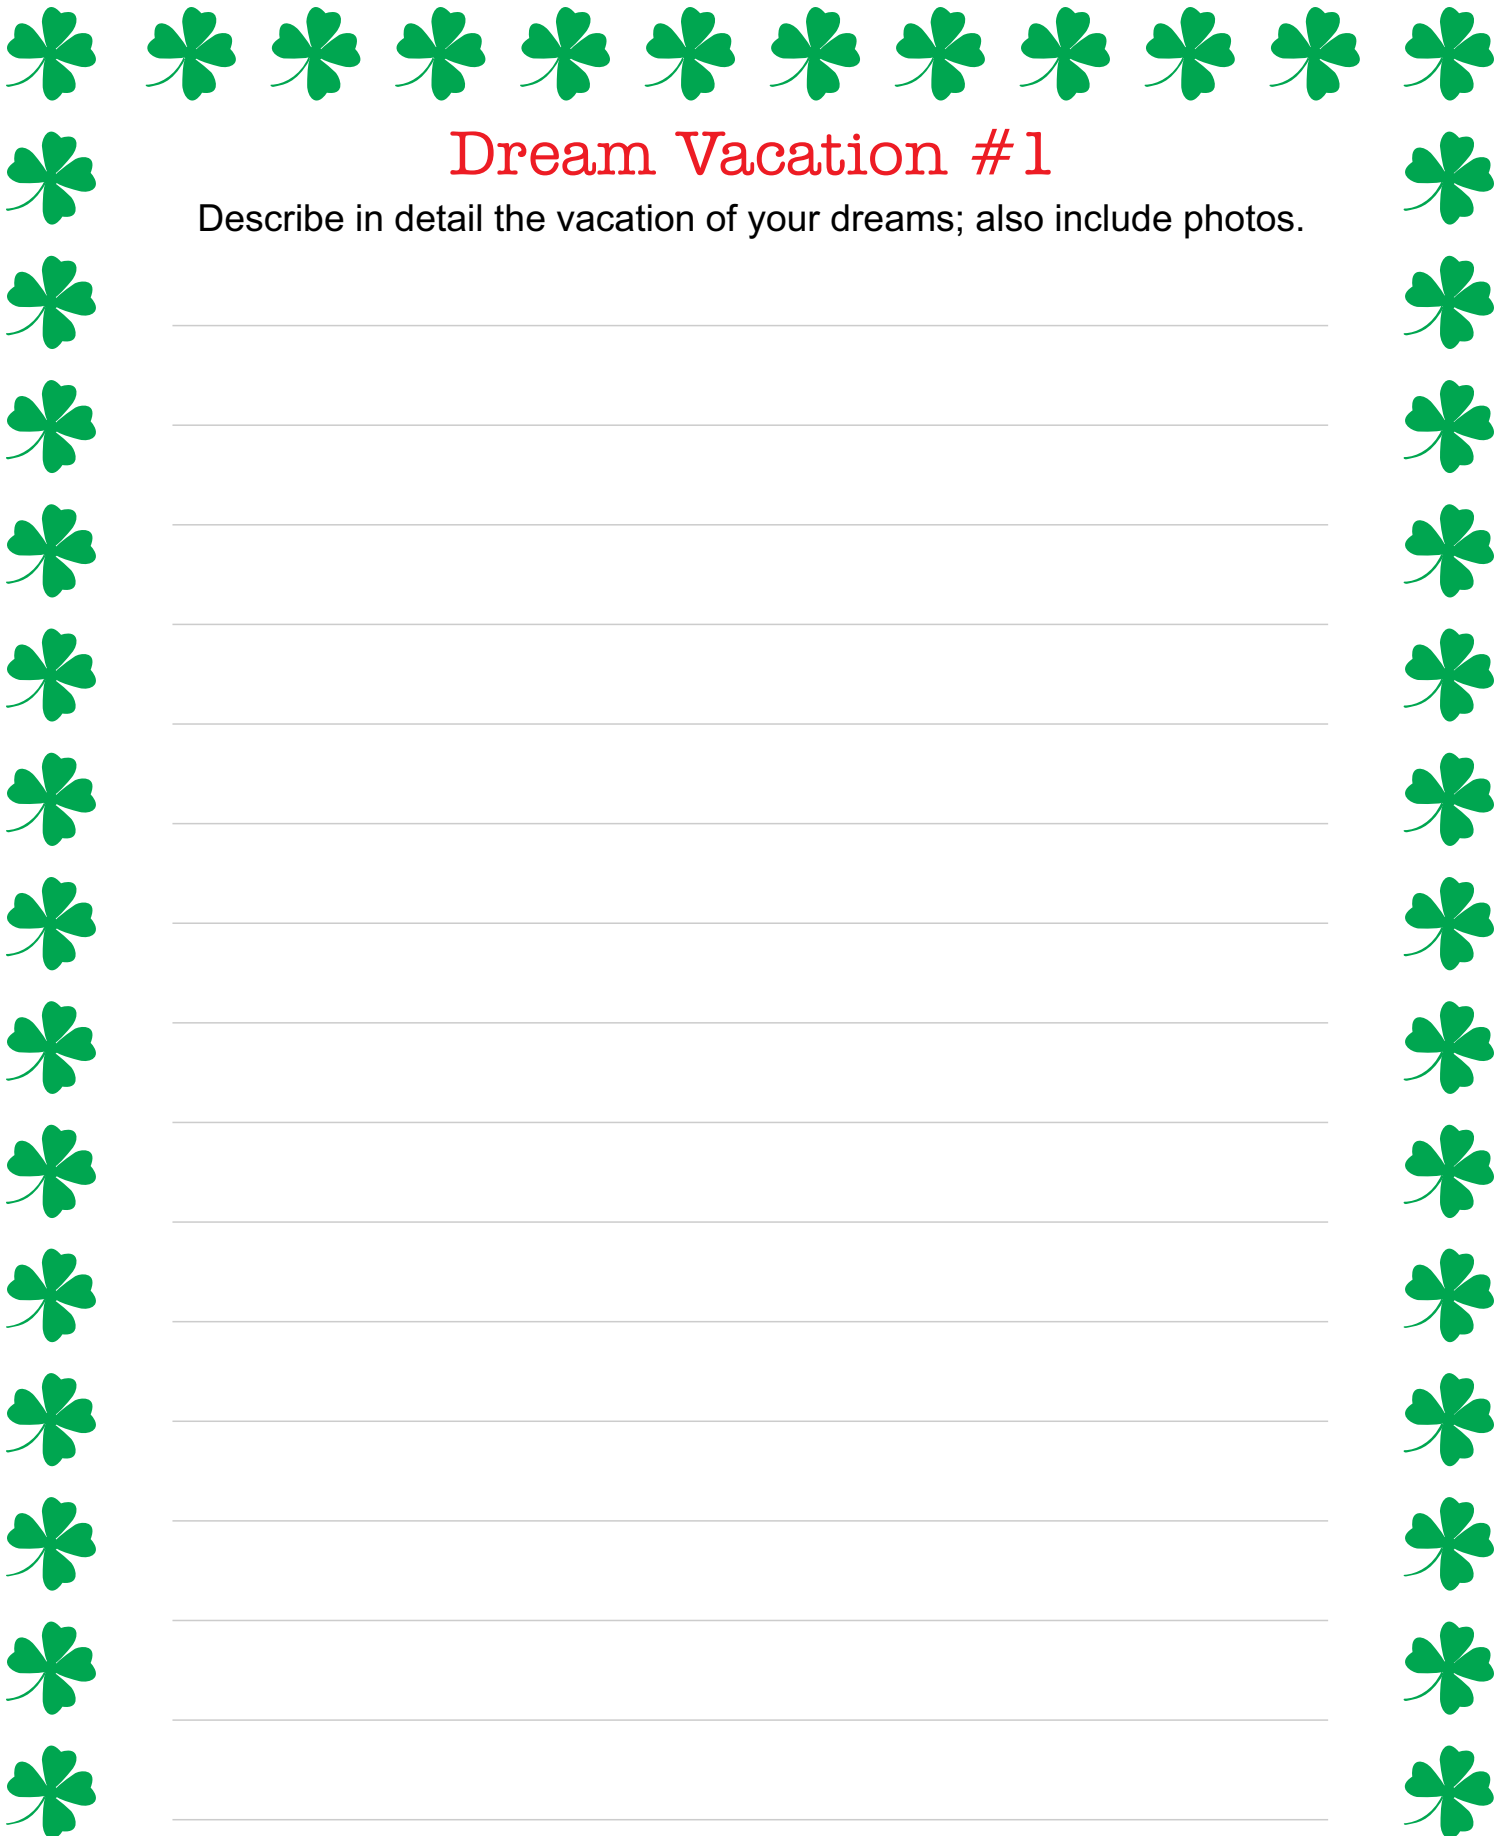 Dream Vacation #1
Describe in detail the vacation of your dreams; also include photos.